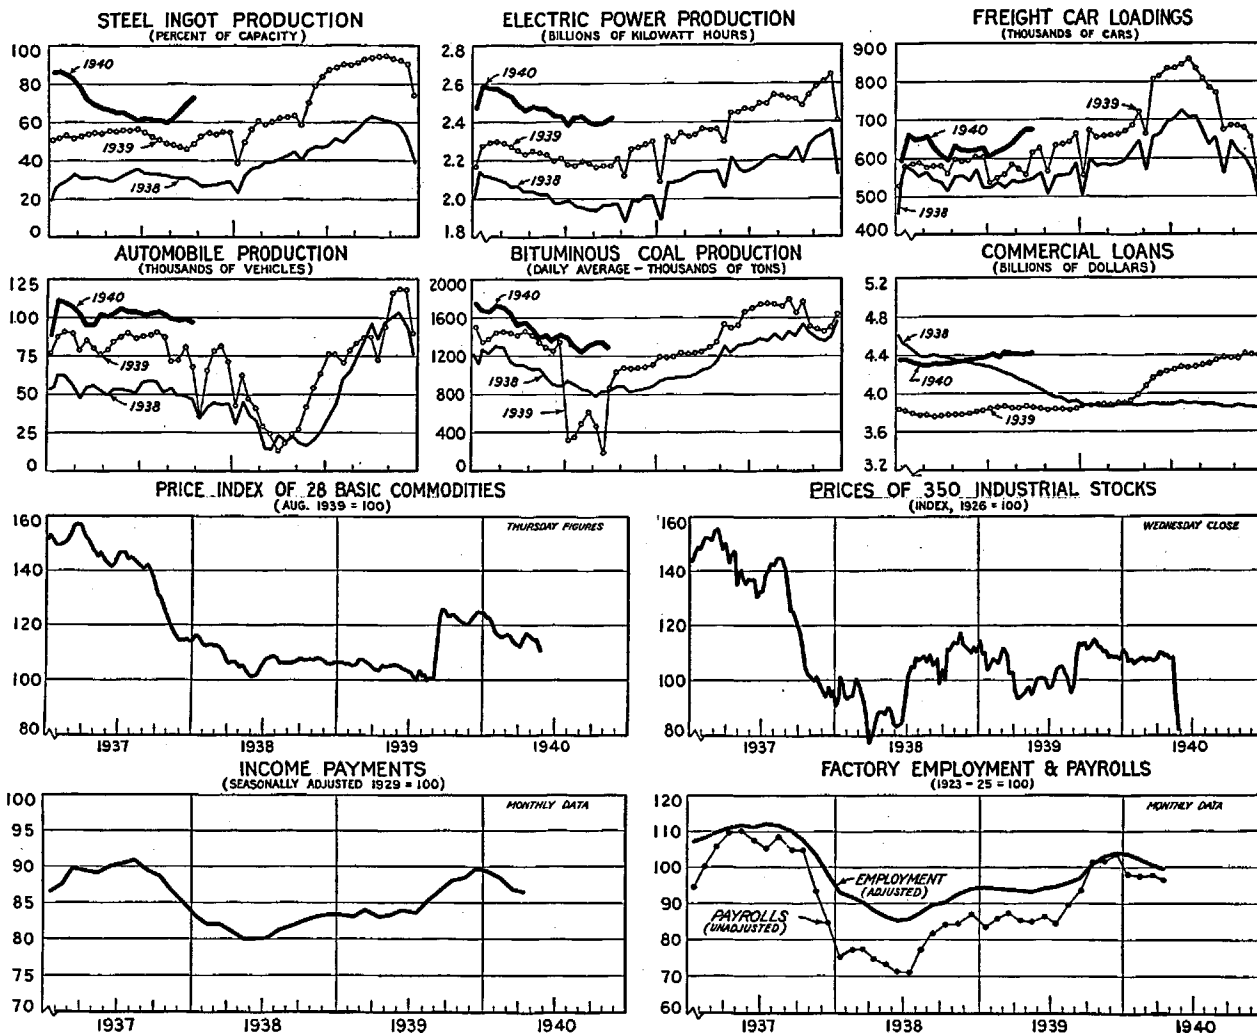 STEEL INGOT PRODUCTION
(PERCENT OF CAPACITY)
100
80
60
40
20
0
1940
1939
1938
ELECTRIC POWER PRODUCTION
(BILLIONS OF KILOWATT HOURS)
2.8
2.6
2.4
2.2
2.0
1.8
1940
1939
1938
FREIGHT CAR LOADINGS
(THOUSANDS OF CARS)
900
800
700
600
500
400
1939
1940
1938
AUTOMOBILE PRODUCTION
(THOUSANDS OF VEHICLES)
125
100
75
50
25
0
1940
1939
1938
BITUMINOUS COAL PRODUCTION
(DAILY AVERAGE - THOUSANDS OF TONS)
2000
1600
1200
800
400
0
1940
1938
1939
COMMERCIAL LOANS
(BILLIONS OF DOLLARS)
5.2
4.8
4.4
4.0
3.6
3.2
1938
1940
1939
PRICE INDEX OF 28 BASIC COMMODITIES
(AUG. 1939 = 100)
THURSDAY FIGURES
160
140
120
100
80
1937 1938 1939 1940
PRICES OF 350 INDUSTRIAL STOCKS
(INDEX, 1926 = 100)
WEDNESDAY CLOSE
160
140
120
100
80
1937 1938 1939 1940
INCOME PAYMENTS
(SEASONALLY ADJUSTED 1929 = 100)
MONTHLY DATA
100
95
90
85
80
75
70
1937 1938 1939 1940
FACTORY EMPLOYMENT & PAYROLLS
(1923 - 25 = 100)
MONTHLY DATA
120
110
100
90
80
70
60
EMPLOYMENT
(ADJUSTED)
PAYROLLS
(UNADJUSTED)
1937 1938 1939 1940